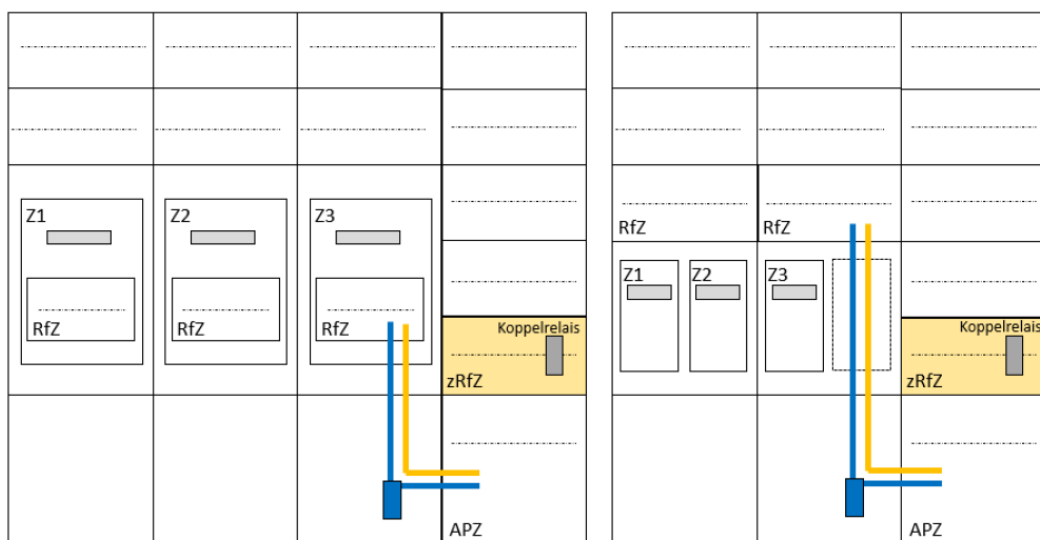 Z1
Z2
Z3
RfZ
RfZ
RfZ
Koppelrelais
zRfZ
APZ
RfZ
RfZ
Z1
Z2
Z3
Koppelrelais
zRfZ
APZ